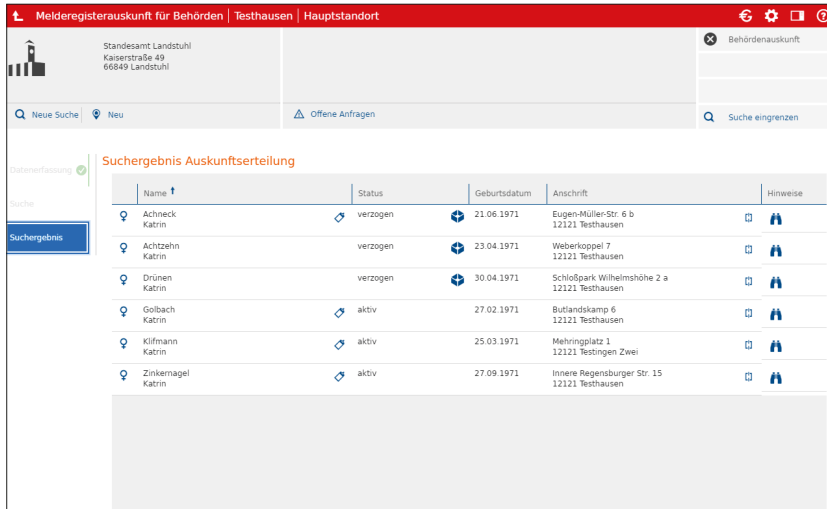 Melderegisterauskunft für Behörden | Testhausen | Hauptstandort
Standesamt Landstuhl
Kaiserstraße 49
66849 Landstuhl
Behördenauskunft
Neue Suche
Neu
Offene Anfragen
Suche eingrenzen
Datenerfassung
Suche
Suchergebnis
Suchergebnis Auskunftserteilung
Name Status Geburtsdatum Anschrift Hinweise
Achneck verzogen 21.06.1971 Eugen-Müller-Str. 6 b
Katrin 12121 Testhausen
Achtzehn verzogen 23.04.1971 Weberkoppel 7
Katrin 12121 Testhausen
Drünen verzogen 30.04.1971 Schloßpark Wilhelmshöhe 2 a
Katrin 12121 Testhausen
Golbach aktiv 27.02.1971 Butlandskamp 6
Katrin 12121 Testhausen
Klifmann aktiv 25.03.1971 Mehringplatz 1
Katrin 12121 Testingen Zwei
Zinkernagel aktiv 27.09.1971 Innere Regensburger Str. 15
Katrin 12121 Testhausen